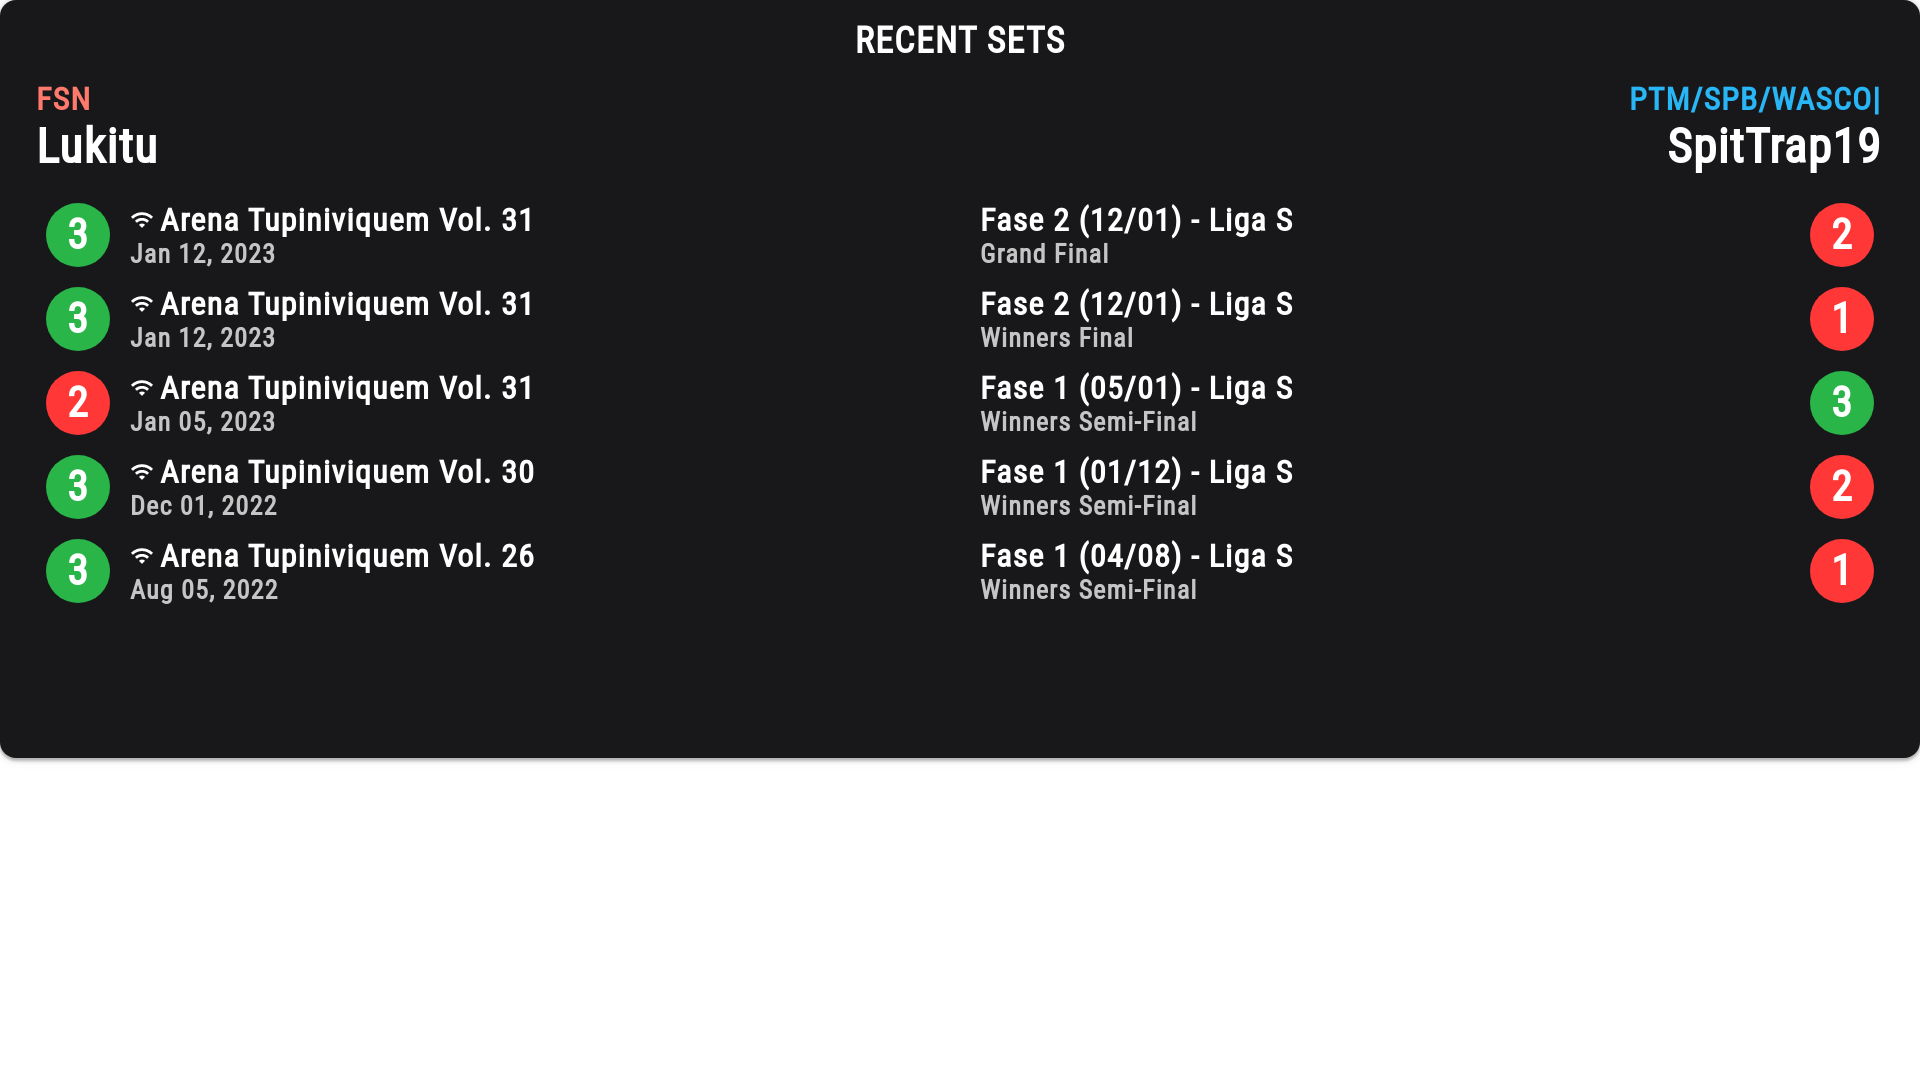 RECENT SETS
FSN
PTM/SPB/WASCO|
Lukitu
SpitTrap19
3 Arena Tupiniviquem Vol. 31 Fase 2 (12/01) - Liga S 2
Jan 12, 2023 Grand Final
3 Arena Tupiniviquem Vol. 31 Fase 2 (12/01) - Liga S 1
Jan 12, 2023 Winners Final
2 Arena Tupiniviquem Vol. 31 Fase 1 (05/01) - Liga S 3
Jan 05, 2023 Winners Semi-Final
3 Arena Tupiniviquem Vol. 30 Fase 1 (01/12) - Liga S 2
Dec 01, 2022 Winners Semi-Final
3 Arena Tupiniviquem Vol. 26 Fase 1 (04/08) - Liga S 1
Aug 05, 2022 Winners Semi-Final